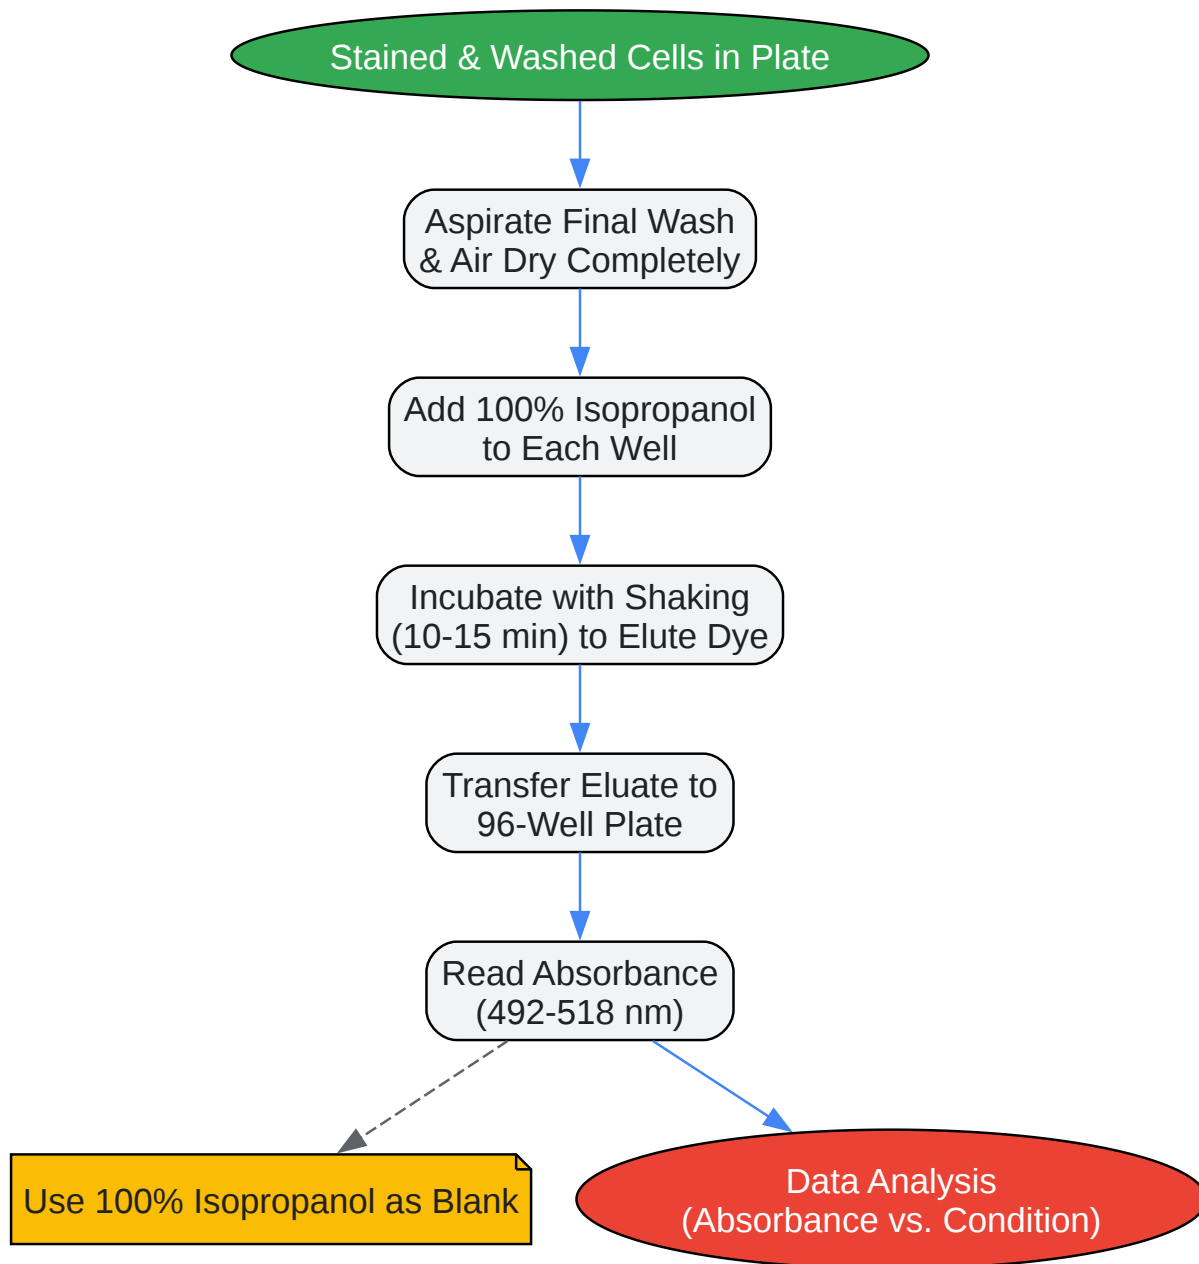 Stained & Washed Cells in Plate
Aspirate Final Wash
& Air Dry Completely
Add 100% Isopropanol
to Each Well
Incubate with Shaking
(10-15 min) to Elute Dye
Transfer Eluate to
96-Well Plate
Read Absorbance
(492-518 nm)
Use 100% Isopropanol as Blank
Data Analysis
(Absorbance vs. Condition)